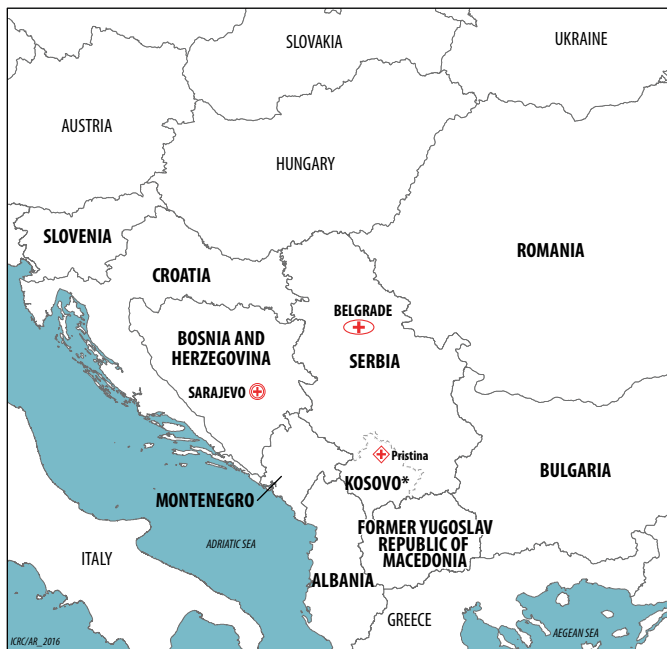 SLOVAKIA
UKRAINE
AUSTRIA
HUNGARY
SLOVENIA
ROMANIA
CROATIA
BELGRADE
BOSNIA AND
HERZEGOVINA
SERBIA
SARAJEVO
Pristina
BULGARIA
KOSOVO*
MONTENEGRO
FORMER YUGOSLAV
REPUBLIC OF
MACEDONIA
ADRIATIC SEA
ITALY
ALBANIA
GREECE
AEGEAN SEA
ICRC/AR_2016